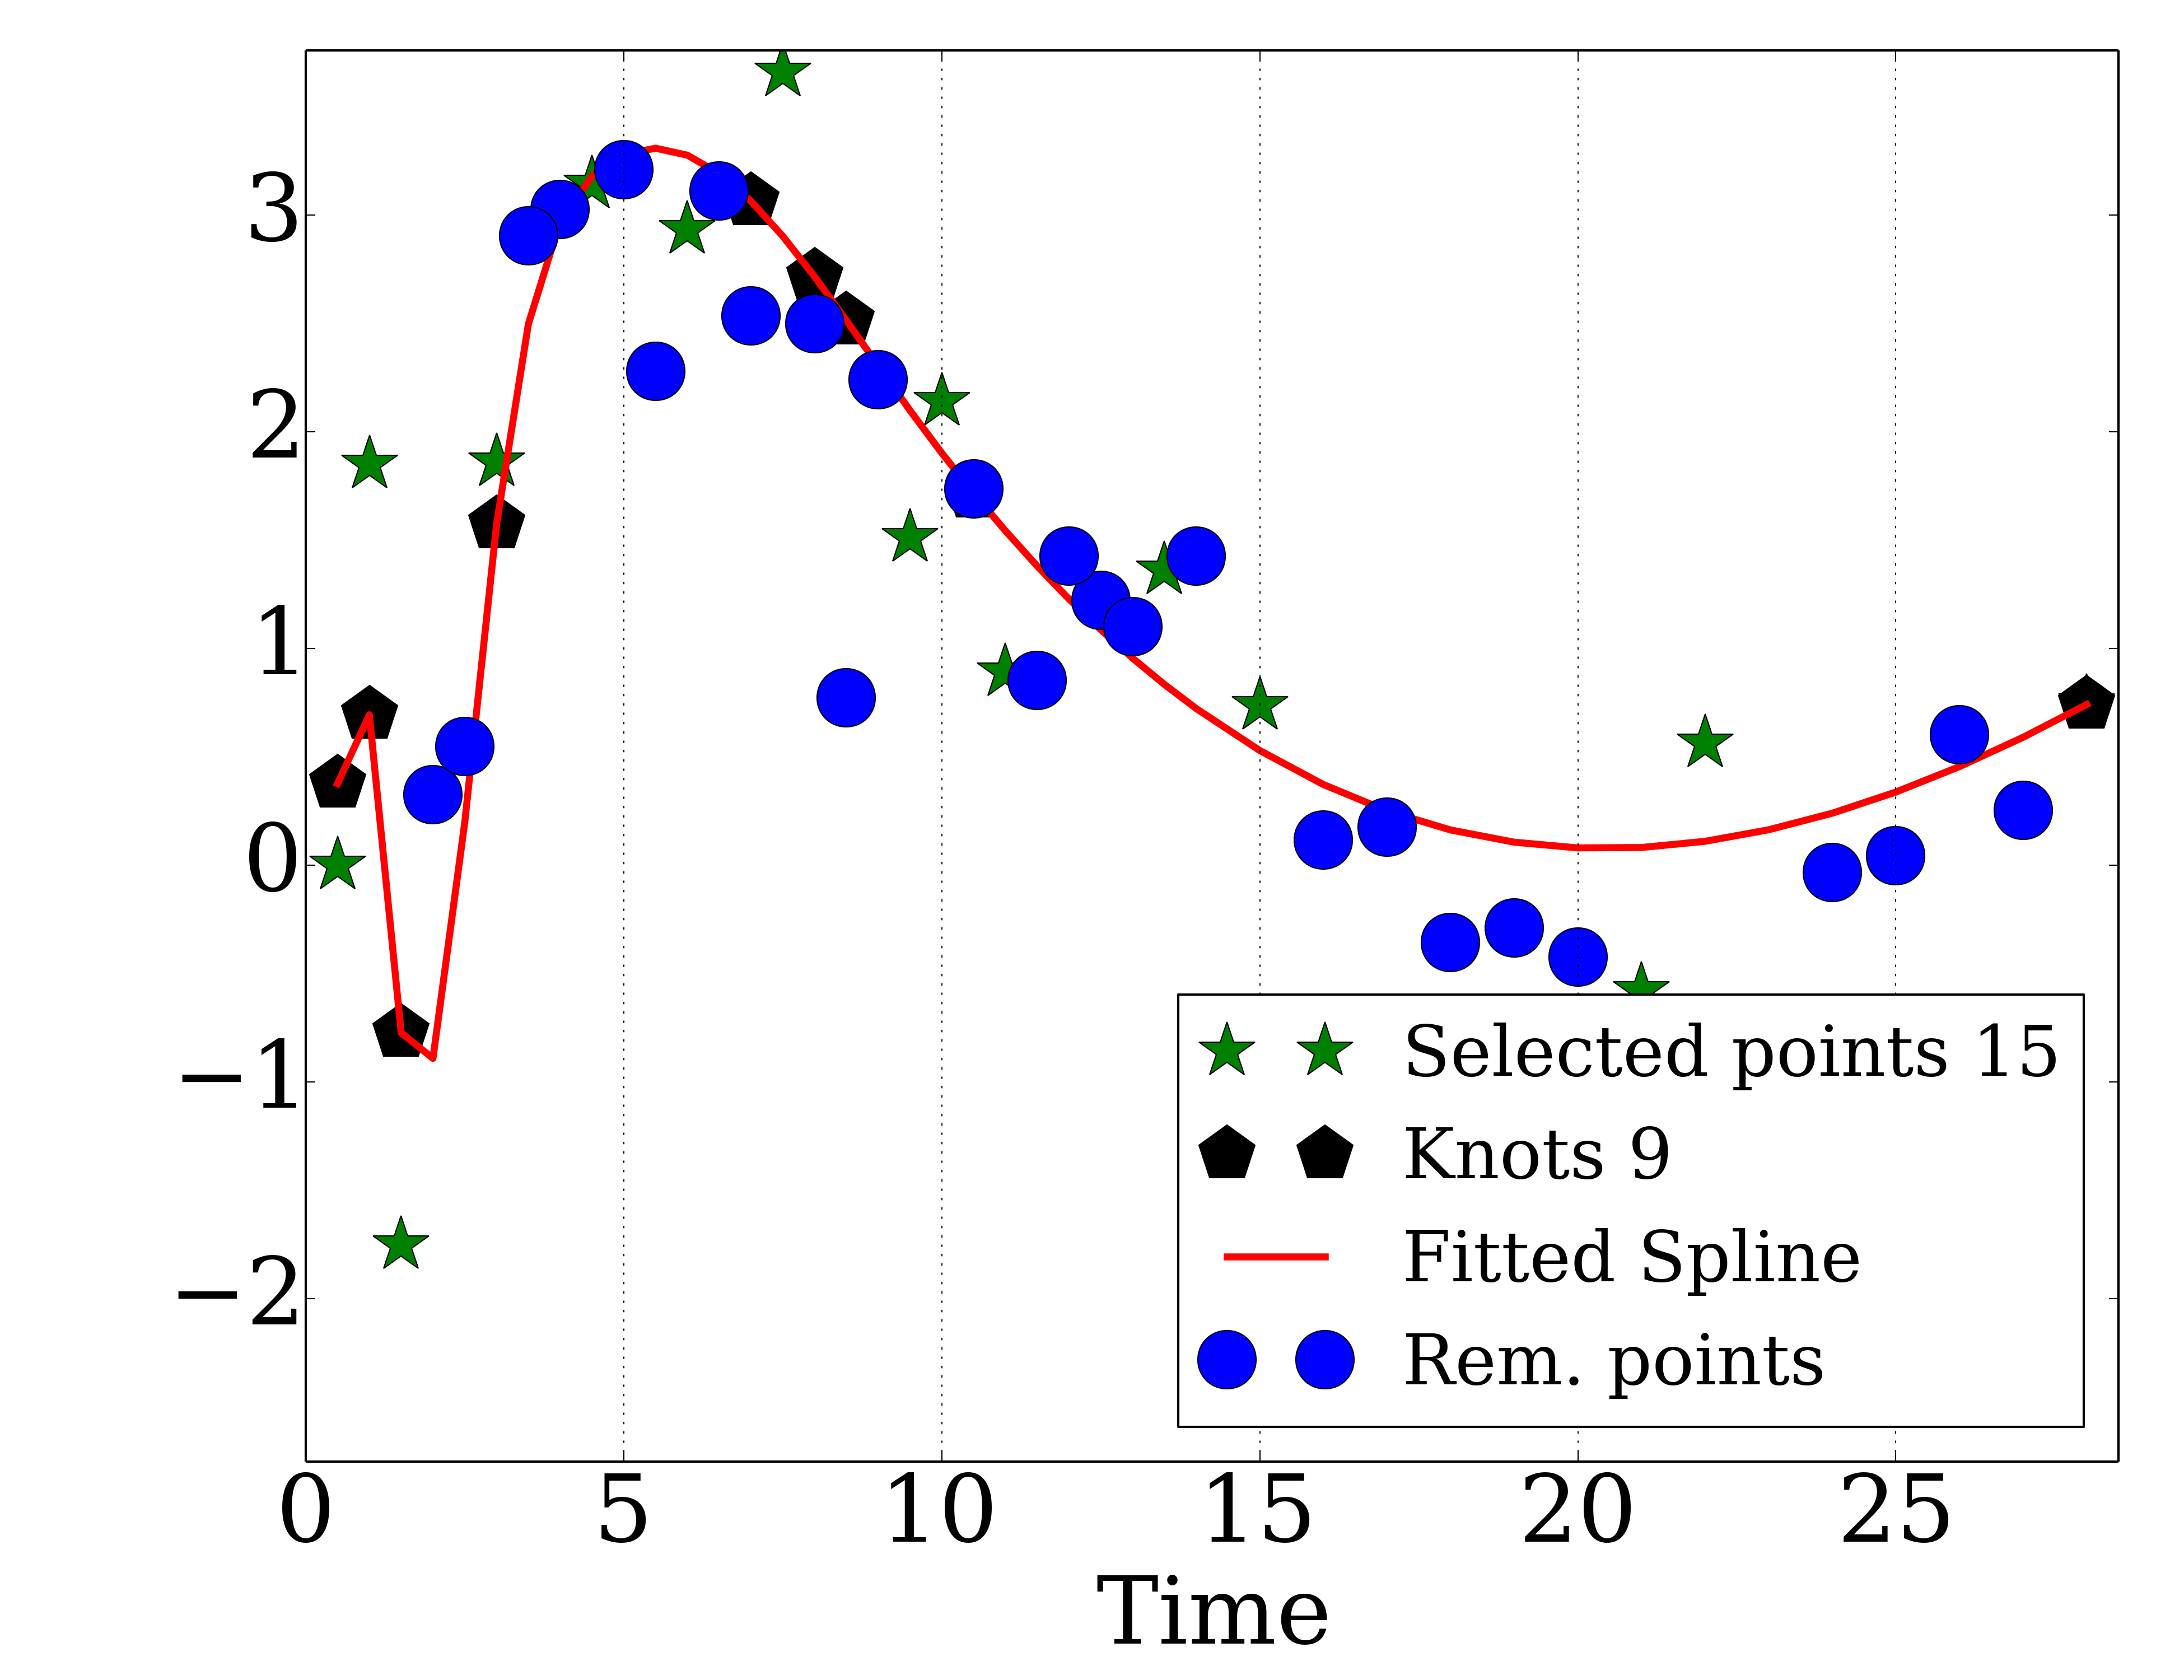 3
2
1
0
−1
−2
Selected points 15
Knots 9
Fitted Spline
Rem. points
0 5 10 15 20 25
Time